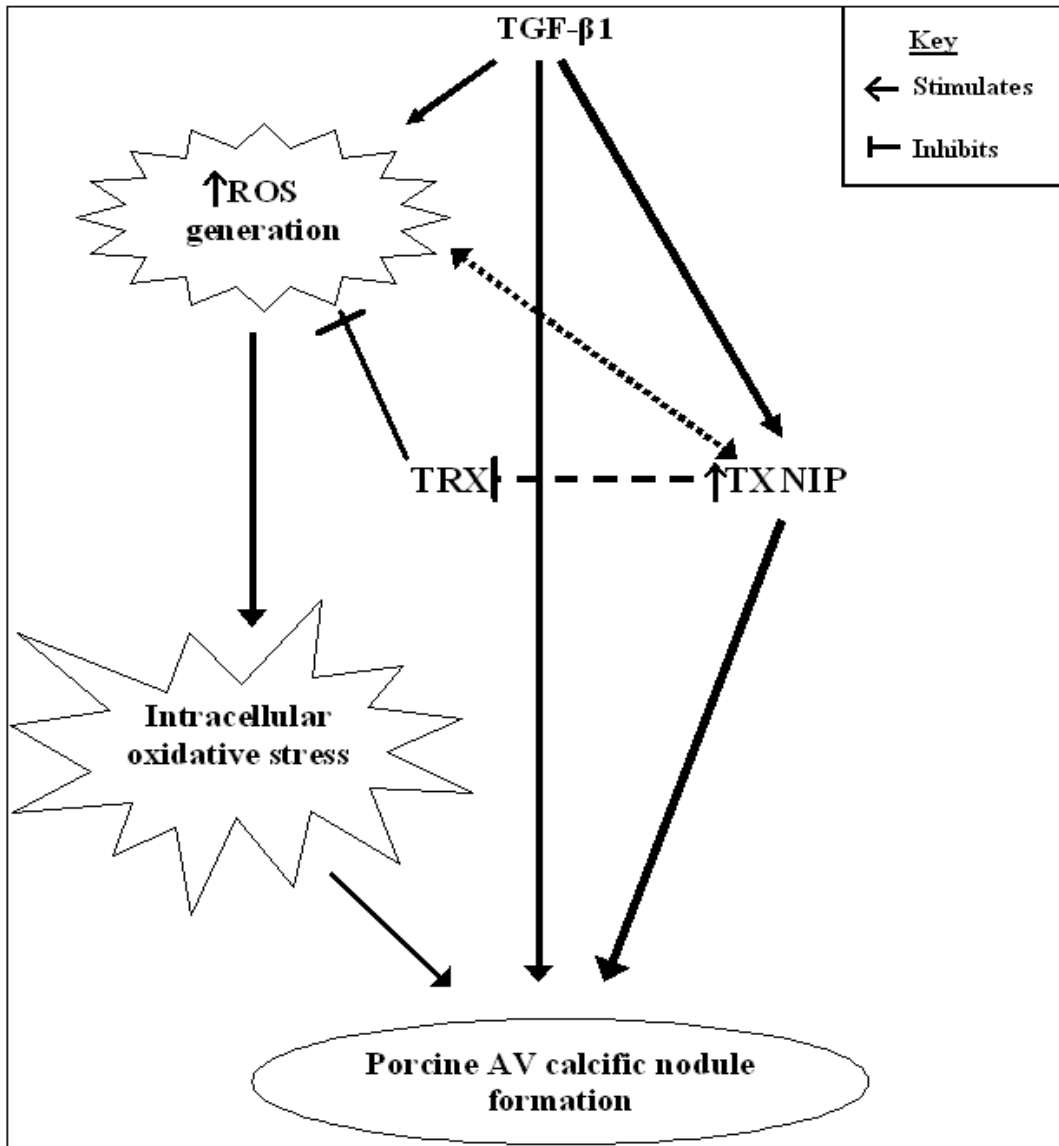 TGF-β1
Key
Stimulates
Inhibits
↑ROS
generation
TRX
↑TXNIP
Intracellular
oxidative stress
Porcine AV calcific nodule
formation